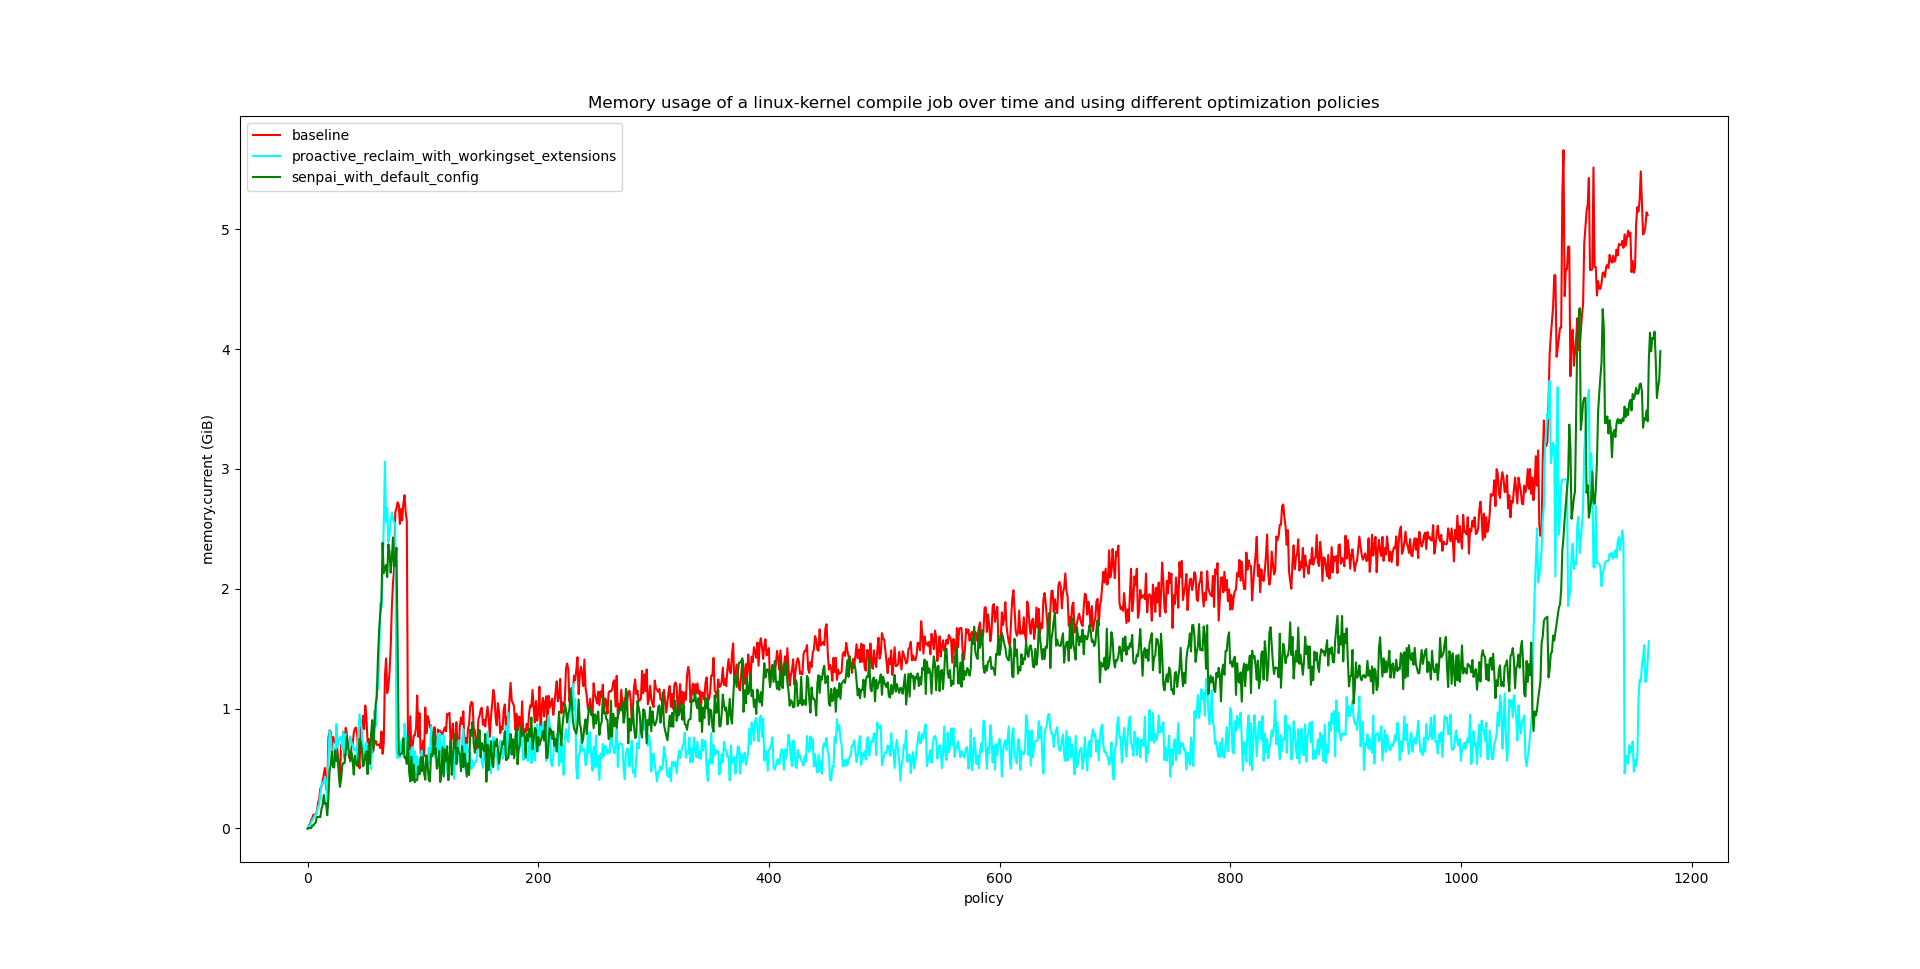 Memory usage of a linux-kernel compile job over time and using different optimization policies
baseline
proactive_reclaim_with_workingset_extensions
senpai_with_default_config
memory.current (GiB)
5
4
3
2
1
0
0 200 400 600 800 1000 1200
policy